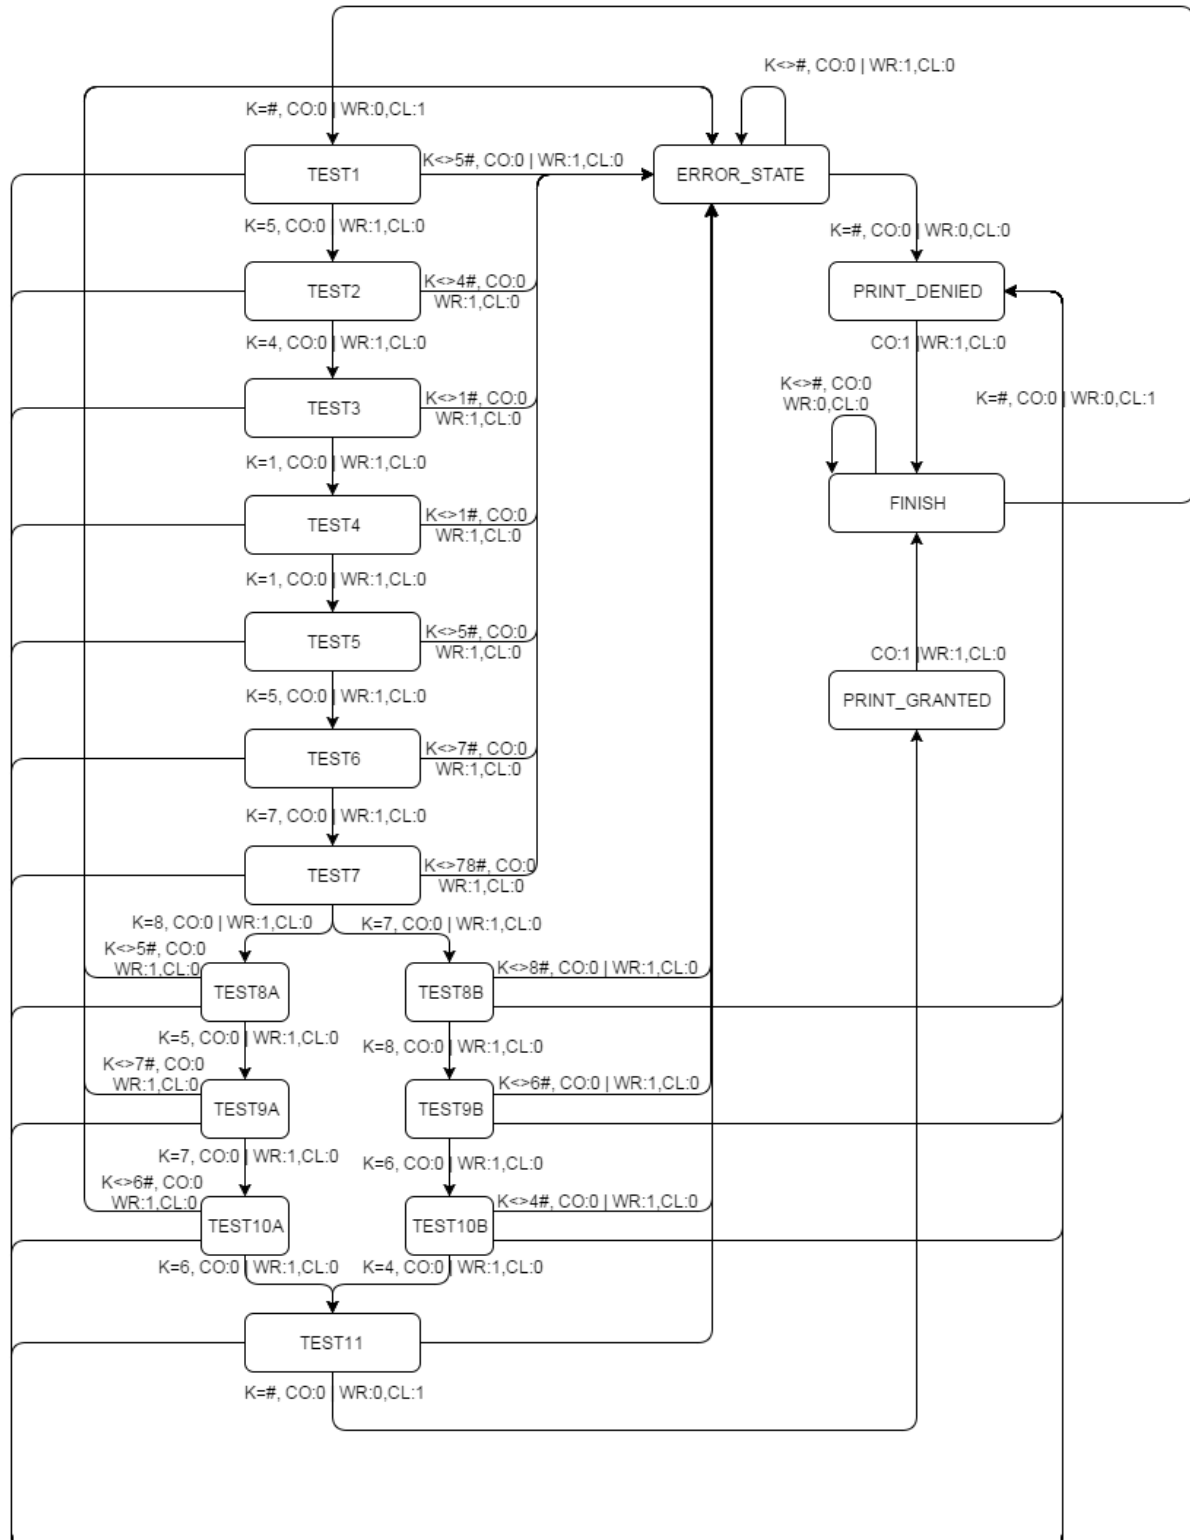 K<>#, CO:0 | WR:1,CL:0
K=#, CO:0 | WR:0,CL:1
TEST1
K<>5#, CO:0 | WR:1,CL:0
ERROR_STATE
K=5, CO:0 | WR:1,CL:0
K=#, CO:0 | WR:0,CL:0
TEST2
K<>4#, CO:0
WR:1,CL:0
PRINT_DENIED
K=4, CO:0 | WR:1,CL:0
CO:1 |WR:1,CL:0
TEST3
K<>1#, CO:0
WR:1,CL:0
K<>#, CO:0
WR:0,CL:0
K=#, CO:0 | WR:0,CL:1
K=1, CO:0 | WR:1,CL:0
TEST4
K<>1#, CO:0
WR:1,CL:0
FINISH
K=1, CO:0 | WR:1,CL:0
TEST5
K<>5#, CO:0
WR:1,CL:0
CO:1 |WR:1,CL:0
K=5, CO:0 | WR:1,CL:0
PRINT_GRANTED
TEST6
K<>7#, CO:0
WR:1,CL:0
K=7, CO:0 | WR:1,CL:0
TEST7
K<>78#, CO:0
WR:1,CL:0
K=8, CO:0 | WR:1,CL:0
K=7, CO:0 | WR:1,CL:0
K<>5#, CO:0
WR:1,CL:0
TEST8A
TEST8B
K<>8#, CO:0 | WR:1,CL:0
K=5, CO:0 | WR:1,CL:0
K=8, CO:0 | WR:1,CL:0
K<>7#, CO:0
WR:1,CL:0
TEST9A
TEST9B
K<>6#, CO:0 | WR:1,CL:0
K=7, CO:0 | WR:1,CL:0
K=6, CO:0 | WR:1,CL:0
K<>6#, CO:0
WR:1,CL:0
TEST10A
TEST10B
K<>4#, CO:0 | WR:1,CL:0
K=6, CO:0 | WR:1,CL:0
K=4, CO:0 | WR:1,CL:0
TEST11
K=#, CO:0 | WR:0,CL:1